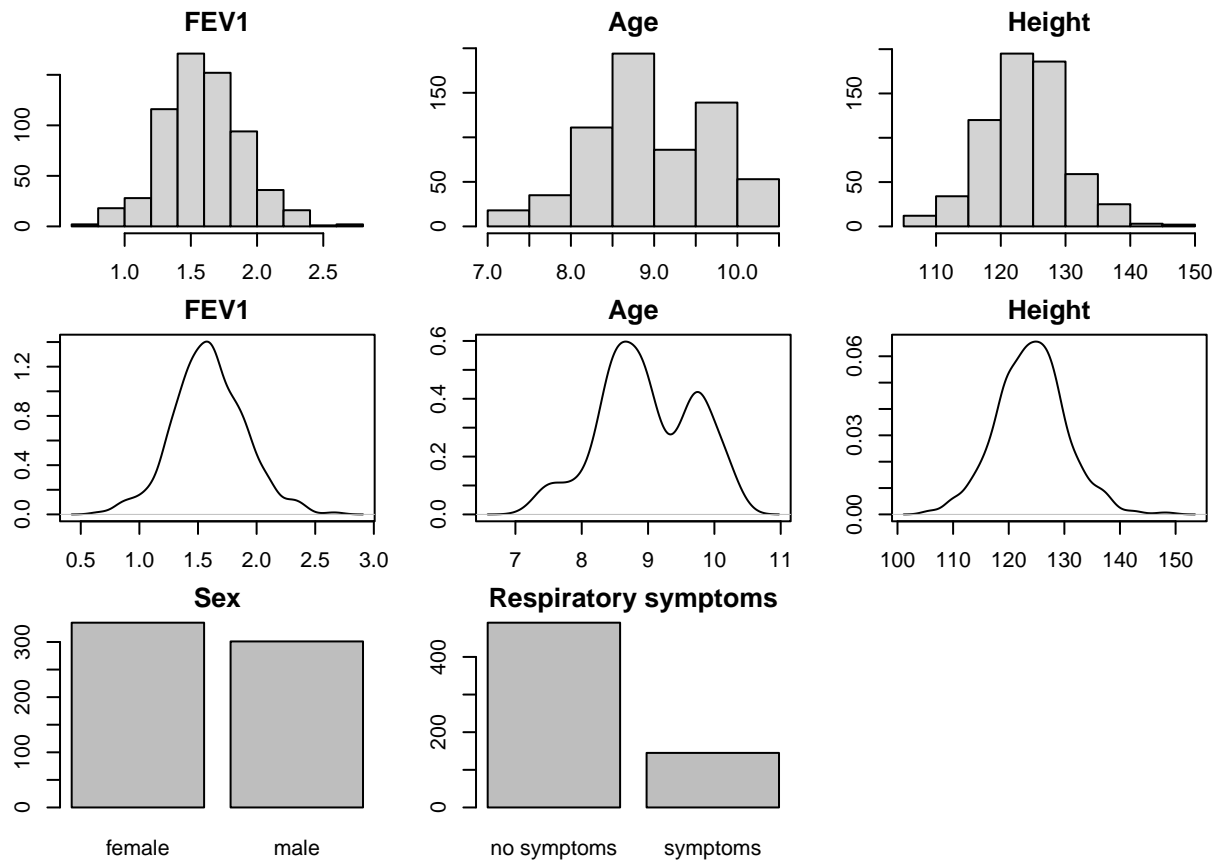 FEV1 Age Height
0 50 100
1.0 1.5 2.0 2.5
0 50 150
7.0 8.0 9.0 10.0
0 50 150
110 120 130 140 150
FEV1 Age Height
0.0 0.4 0.8 1.2
0.5 1.0 1.5 2.0 2.5 3.0
0.0 0.2 0.4 0.6
7 8 9 10 11
0.00 0.03 0.06
100 110 120 130 140 150
Sex Respiratory symptoms
0 100 200 300
female male
0 200 400
no symptoms symptoms